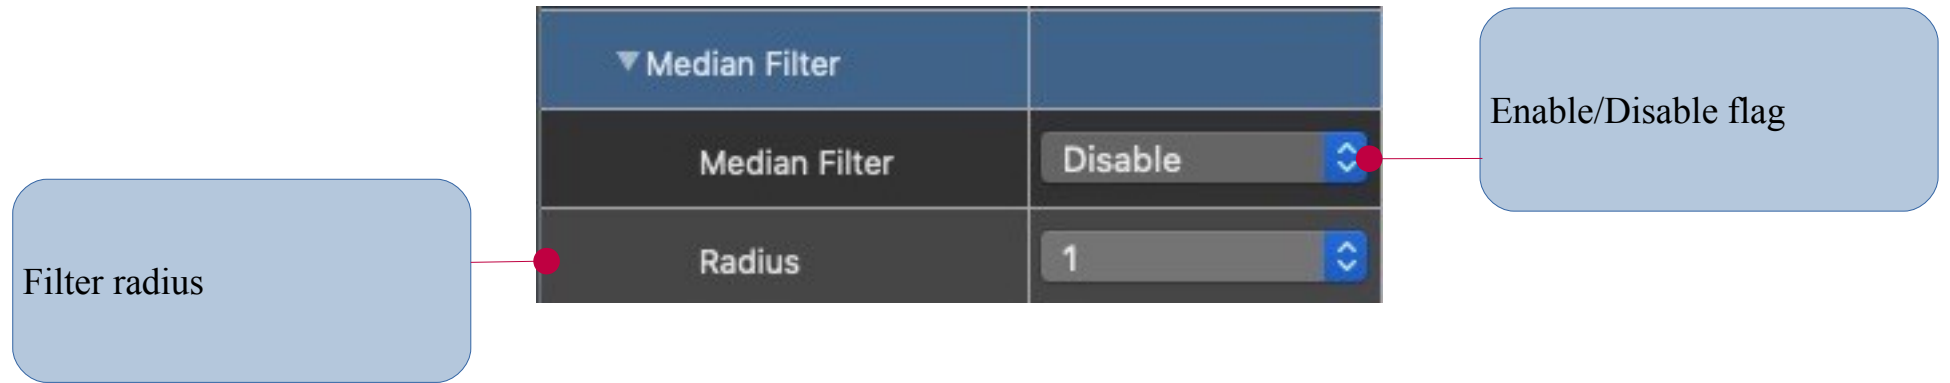 Median Filter
Enable/Disable flag
Median Filter Disable
Filter radius
Radius 1